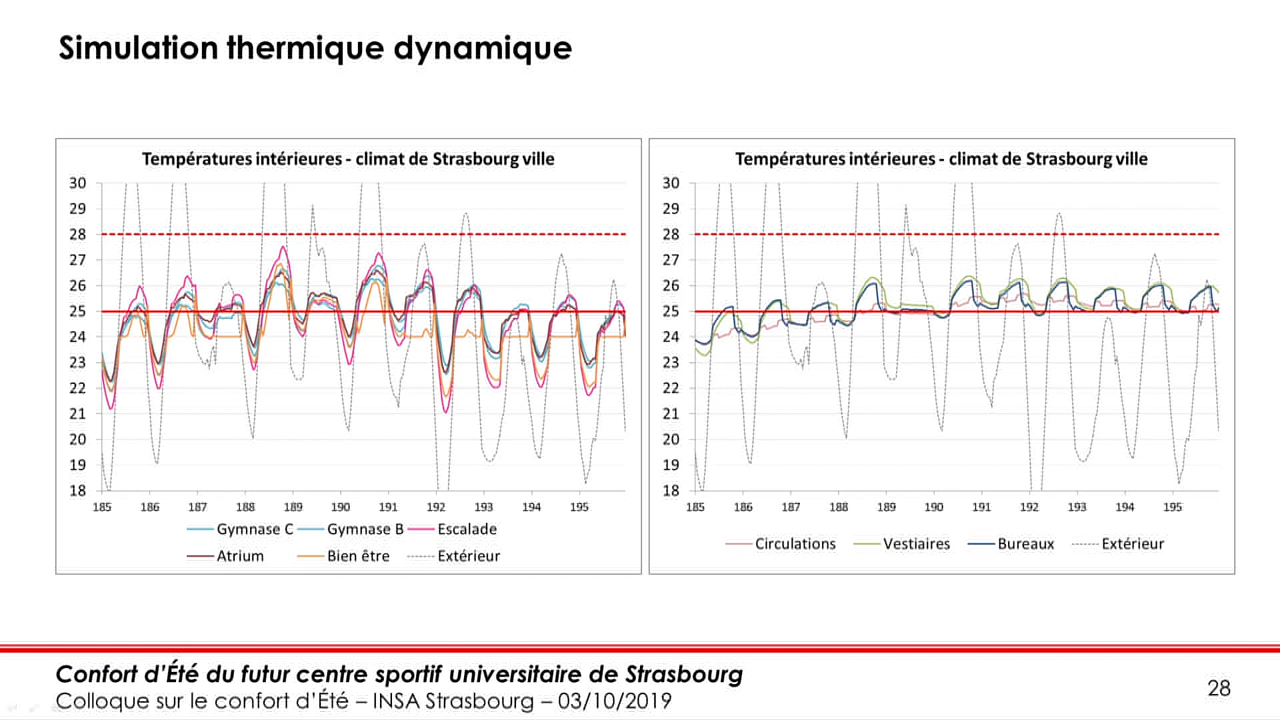 Simulation thermique dynamique
Températures intérieures - climat de Strasbourg ville
30
29
28
27
26
25
24
23
22
21
20
19
18
185 186 187 188 189 190 191 192 193 194 195
Gymnase C Gymnase B Escalade
Atrium Bien être Extérieur
Températures intérieures - climat de Strasbourg ville
30
29
28
27
26
25
24
23
22
21
20
19
18
185 186 187 188 189 190 191 192 193 194 195
Circulations Vestiaires Bureaux Extérieur
Confort d'Été du futur centre sportif universitaire de Strasbourg
Colloque sur le confort d'Été – INSA Strasbourg – 03/10/2019
28